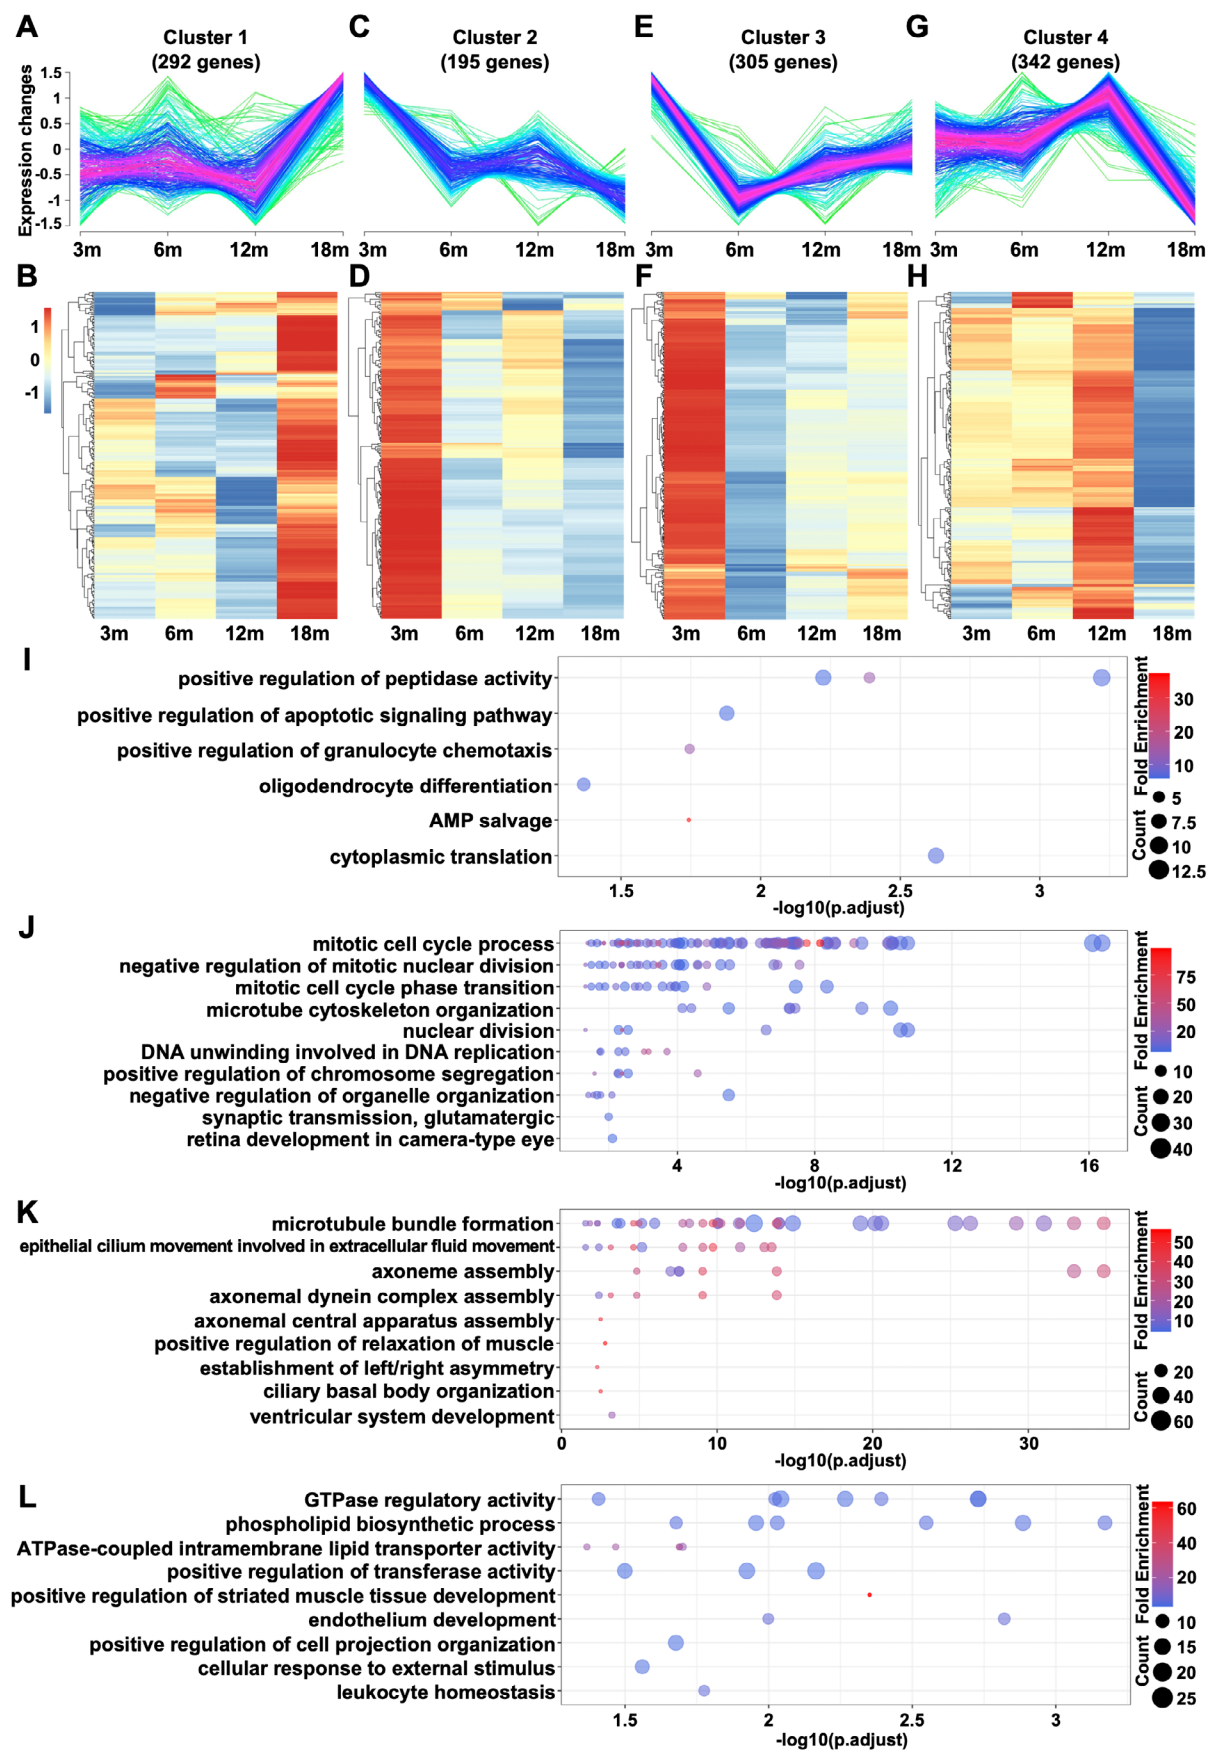 A
Cluster 1
(292 genes)
C
Cluster 2
(195 genes)
E
Cluster 3
(305 genes)
G
Cluster 4
(342 genes)
Expression changes
1.5
1
0.5
0
-0.5
-1
-1.5
3m 6m 12m 18m
3m 6m 12m 18m
3m 6m 12m 18m
3m 6m 12m 18m
B
D
F
H
1
0
-1
3m 6m 12m 18m
3m 6m 12m 18m
3m 6m 12m 18m
3m 6m 12m 18m
I
positive regulation of peptidase activity
positive regulation of apoptotic signaling pathway
positive regulation of granulocyte chemotaxis
oligodendrocyte differentiation
AMP salvage
cytoplasmic translation
1.5 2 2.5 3
-log10(p.adjust)
Fold Enrichment
30
20
10
Count
5
7.5
10
12.5
J
mitotic cell cycle process
negative regulation of mitotic nuclear division
mitotic cell cycle phase transition
microtube cytoskeleton organization
nuclear division
DNA unwinding involved in DNA replication
positive regulation of chromosome segregation
negative regulation of organelle organization
synaptic transmission, glutamatergic
retina development in camera-type eye
4 8 12 16
-log10(p.adjust)
Fold Enrichment
75
50
20
Count
10
20
30
40
K
microtubule bundle formation
epithelial cilium movement involved in extracellular fluid movement
axoneme assembly
axonemal dynein complex assembly
axonemal central apparatus assembly
positive regulation of relaxation of muscle
establishment of left/right asymmetry
ciliary basal body organization
ventricular system development
0 10 20 30
-log10(p.adjust)
Fold Enrichment
50
40
30
20
10
Count
20
40
60
L
GTPase regulatory activity
phospholipid biosynthetic process
ATPase-coupled intramembrane lipid transporter activity
positive regulation of transferase activity
positive regulation of striated muscle tissue development
endothelium development
positive regulation of cell projection organization
cellular response to external stimulus
leukocyte homeostasis
1.5 2 2.5 3
-log10(p.adjust)
Fold Enrichment
60
40
20
Count
10
15
20
25